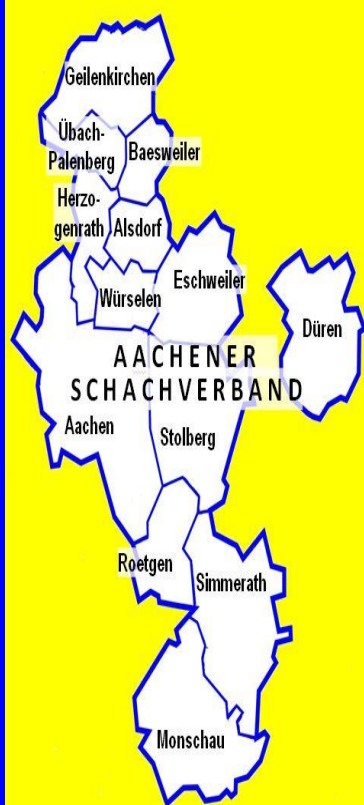 Geilenkirchen
Übach-
Palenberg
Baesweiler
Herzo-
genrath
Alsdorf
Eschweiler
Würselen
Düren
AACHENER
SCHACHVERBAND
Aachen
Stolberg
Roetgen
Simmerath
Monschau